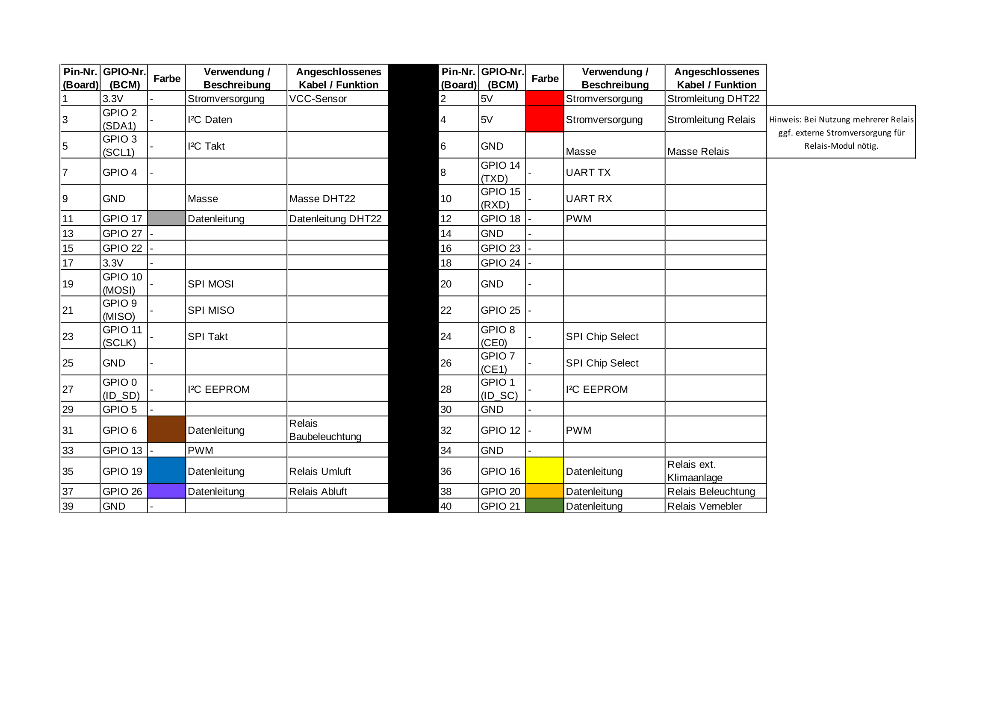 Pin-Nr. (Board) GPIO-Nr. (BCM) Farbe Verwendung / Beschreibung Angeschlossenes Kabel / Funktion Pin-Nr. (Board) GPIO-Nr. (BCM) Farbe Verwendung / Beschreibung Angeschlossenes Kabel / Funktion
1 3.3V - Stromversorgung VCC-Sensor 2 5V Stromversorgung Stromleitung DHT22
3 GPIO 2 (SDA1) - I²C Daten 4 5V Stromversorgung Stromleitung Relais
Hinweis: Bei Nutzung mehrerer Relais
ggf. externe Stromversorgung für
Relais-Modul nötig.
5 GPIO 3 (SCL1) - I²C Takt 6 GND Masse Masse Relais
7 GPIO 4 - 8 GPIO 14 (TXD) - UART TX
9 GND Masse Masse DHT22 10 GPIO 15 (RXD) - UART RX
11 GPIO 17 Datenleitung Datenleitung DHT22 12 GPIO 18 - PWM
13 GPIO 27 - 14 GND -
15 GPIO 22 - 16 GPIO 23 -
17 3.3V - 18 GPIO 24 -
19 GPIO 10 (MOSI) - SPI MOSI 20 GND -
21 GPIO 9 (MISO) - SPI MISO 22 GPIO 25 -
23 GPIO 11 (SCLK) - SPI Takt 24 GPIO 8 (CE0) - SPI Chip Select
25 GND - 26 GPIO 7 (CE1) - SPI Chip Select
27 GPIO 0 (ID_SD) - I²C EEPROM 28 GPIO 1 (ID_SC) - I²C EEPROM
29 GPIO 5 - 30 GND -
31 GPIO 6 Datenleitung Relais Baubeleuchtung 32 GPIO 12 - PWM
33 GPIO 13 - PWM 34 GND -
35 GPIO 19 Datenleitung Relais Umluft 36 GPIO 16 Datenleitung Relais ext. Klimaanlage
37 GPIO 26 Datenleitung Relais Abluft 38 GPIO 20 Datenleitung Relais Beleuchtung
39 GND - 40 GPIO 21 Datenleitung Relais Vernebler